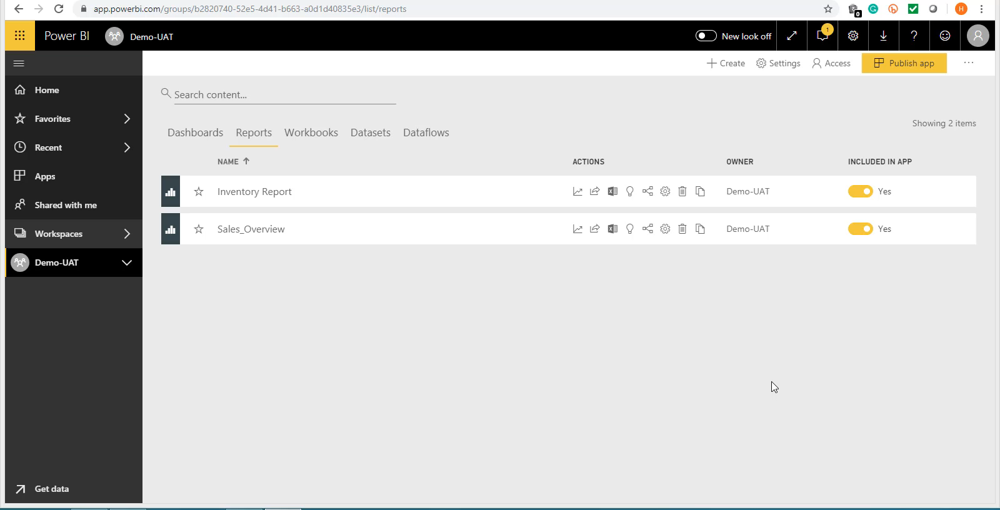 app.powerbi.com/groups/b2820740-52e5-4d41-b663-a0d1d40835e3/list/reports
0
H
Power BI
Demo-UAT
New look off
1
?
Create
Settings
Access
Publish app
...
Home
Search content...
Favorites
Showing 2 items
Dashboards Reports Workbooks Datasets Dataflows
Recent
NAME ACTIONS OWNER INCLUDED IN APP
Apps
Inventory Report Demo-UAT Yes
Shared with me
Sales_Overview Demo-UAT Yes
Workspaces
Demo-UAT
Get data